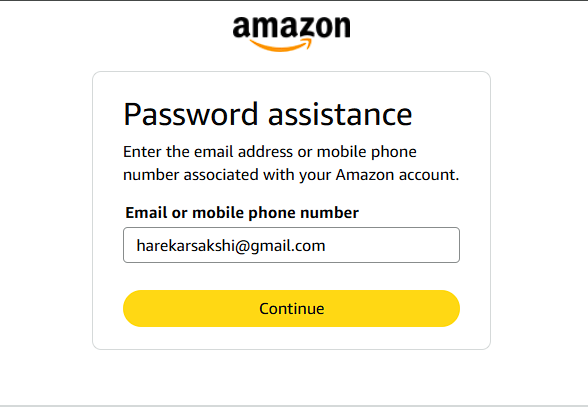 amazon
Password assistance
Enter the email address or mobile phone
number associated with your Amazon account.
Email or mobile phone number
harekarsakshi@gmail.com
Continue